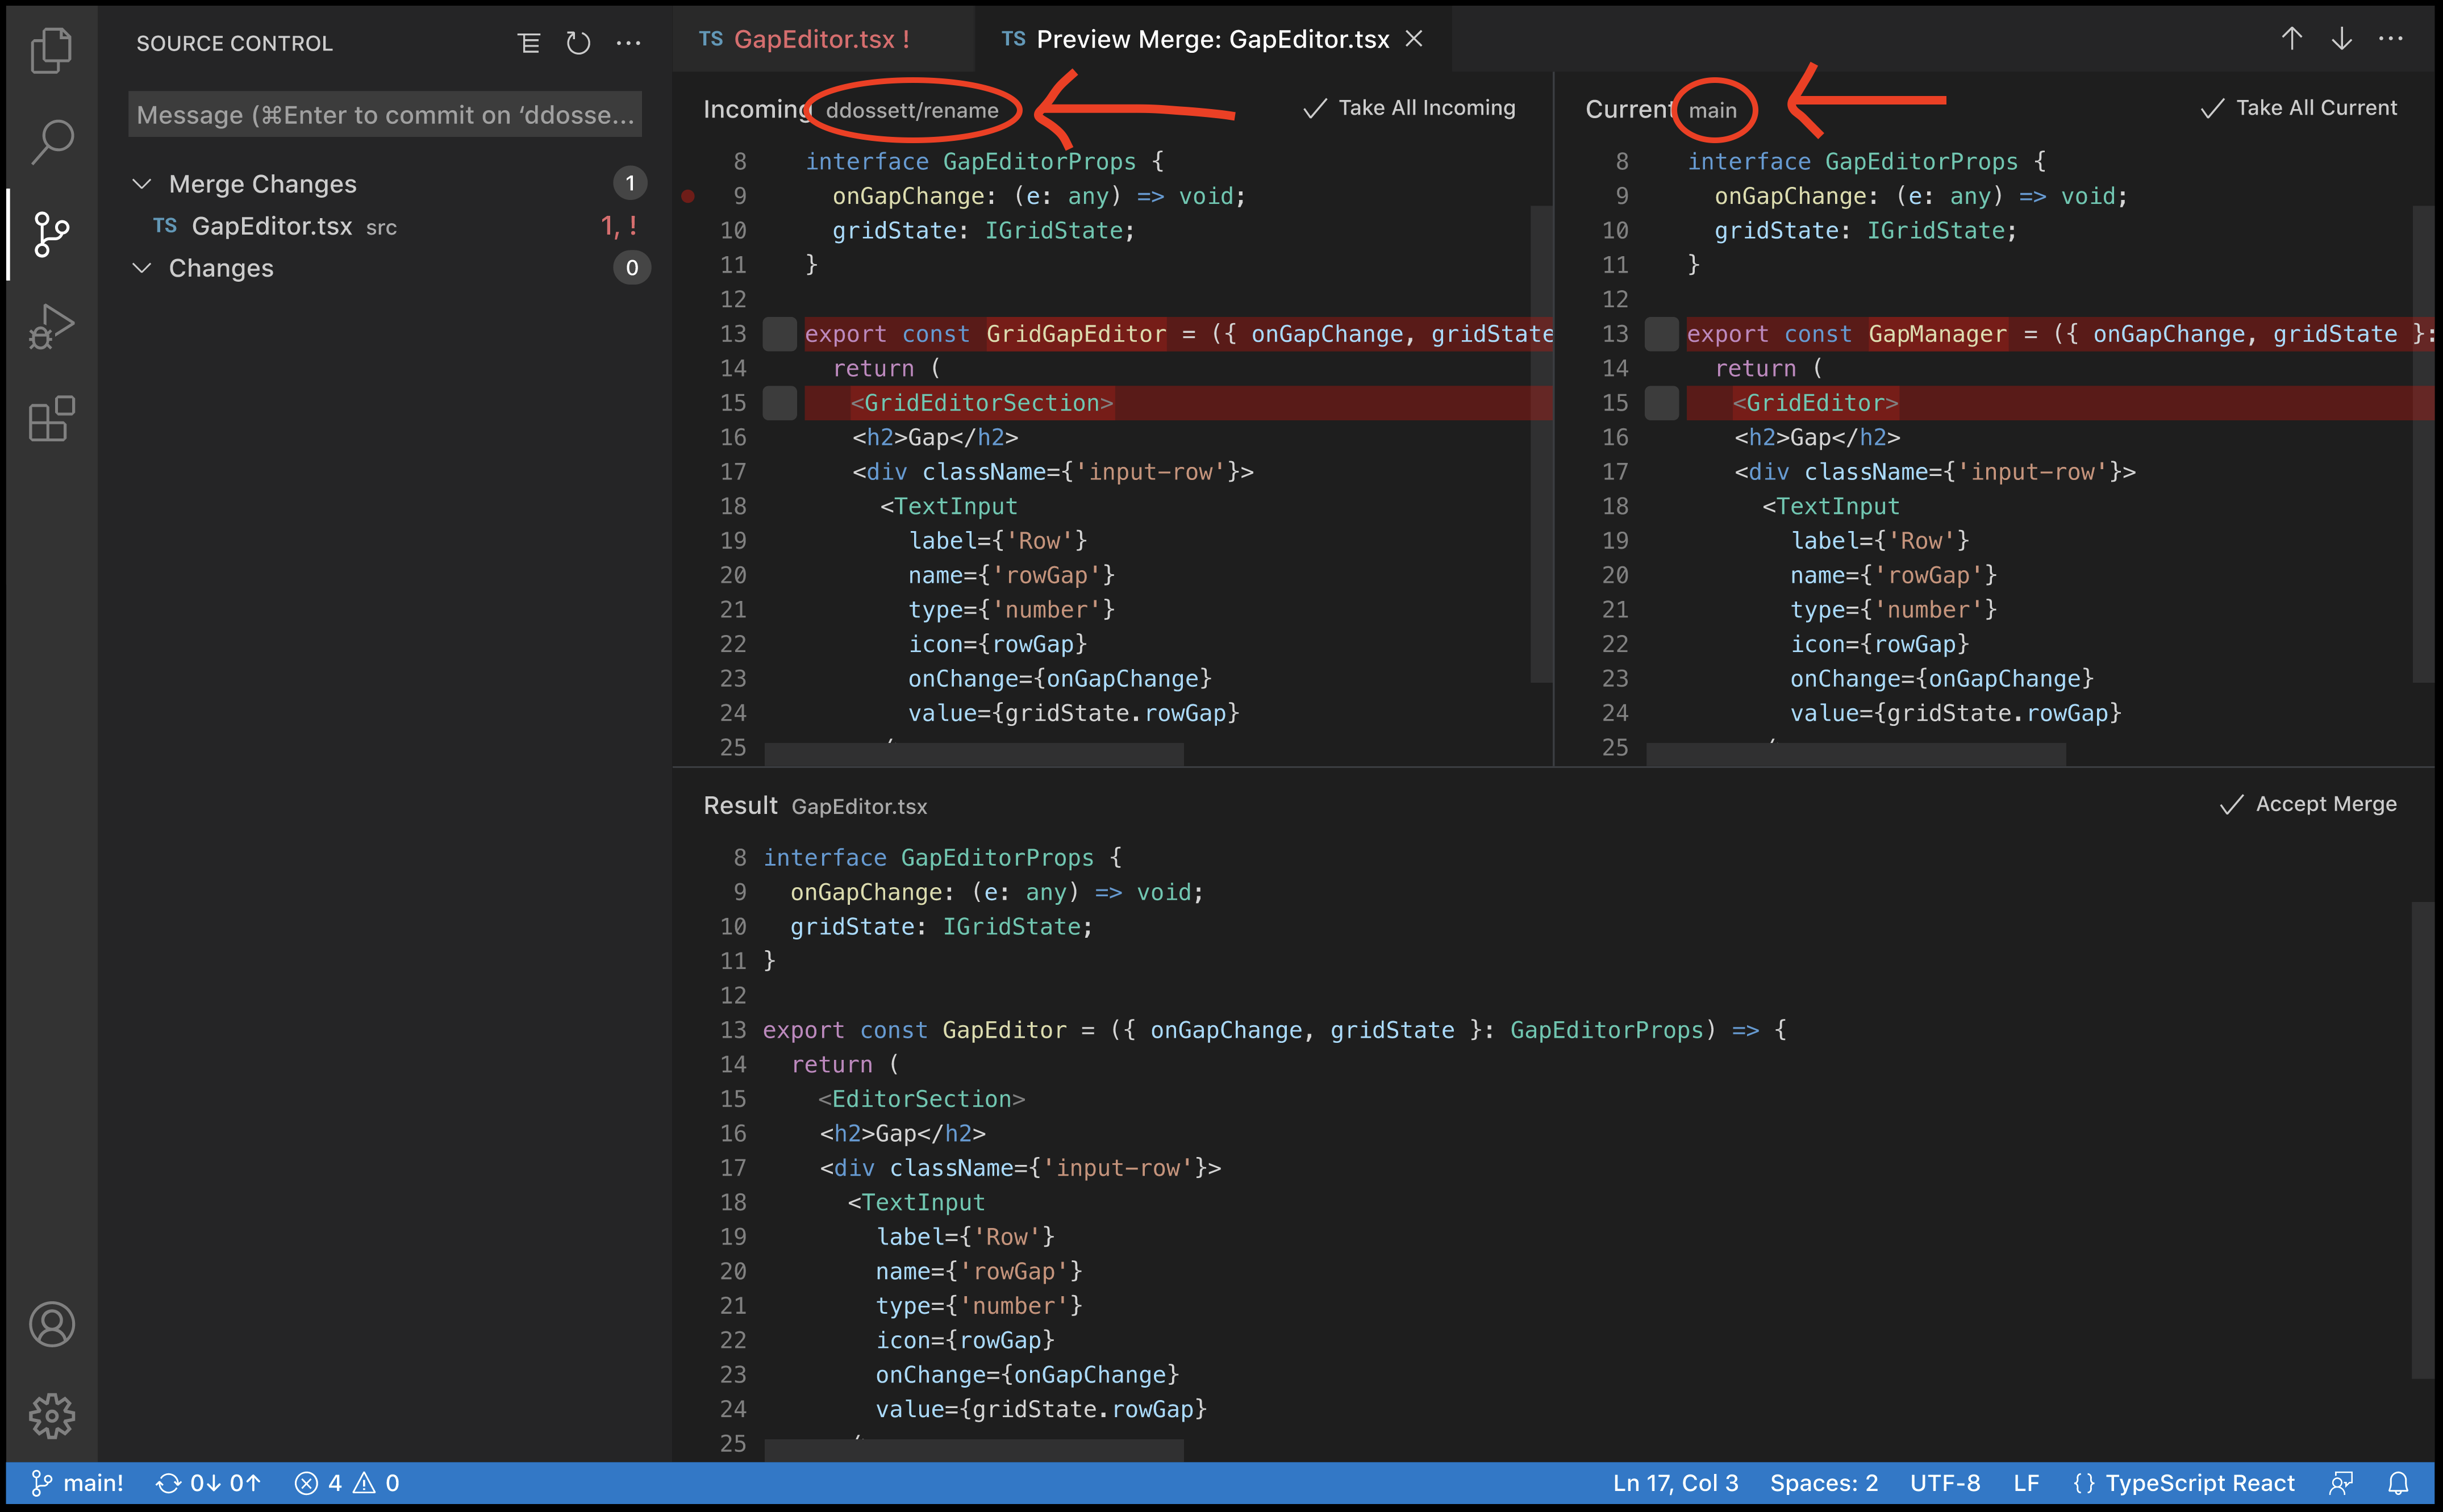 SOURCE CONTROL
Message (⌘Enter to commit on ‘ddosse...
Merge Changes 1
TS GapEditor.tsx src 1, !
Changes 0
TS GapEditor.tsx !
TS Preview Merge: GapEditor.tsx
Incoming ddossett/rename
Take All Incoming
8 interface GapEditorProps {
9 onGapChange: (e: any) => void;
10 gridState: IGridState;
11 }
12
13 export const GridGapEditor = ({ onGapChange, gridState
14 return (
15 <GridEditorSection>
16 <h2>Gap</h2>
17 <div className={'input-row'}>
18 <TextInput
19 label={'Row'}
20 name={'rowGap'}
21 type={'number'}
22 icon={rowGap}
23 onChange={onGapChange}
24 value={gridState.rowGap}
25
Current main
Take All Current
8 interface GapEditorProps {
9 onGapChange: (e: any) => void;
10 gridState: IGridState;
11 }
12
13 export const GapManager = ({ onGapChange, gridState }:
14 return (
15 <GridEditor>
16 <h2>Gap</h2>
17 <div className={'input-row'}>
18 <TextInput
19 label={'Row'}
20 name={'rowGap'}
21 type={'number'}
22 icon={rowGap}
23 onChange={onGapChange}
24 value={gridState.rowGap}
25
Result GapEditor.tsx
Accept Merge
8 interface GapEditorProps {
9 onGapChange: (e: any) => void;
10 gridState: IGridState;
11 }
12
13 export const GapEditor = ({ onGapChange, gridState }: GapEditorProps) => {
14 return (
15 <EditorSection>
16 <h2>Gap</h2>
17 <div className={'input-row'}>
18 <TextInput
19 label={'Row'}
20 name={'rowGap'}
21 type={'number'}
22 icon={rowGap}
23 onChange={onGapChange}
24 value={gridState.rowGap}
25
main! 0↓ 0↑ 4 0
Ln 17, Col 3 Spaces: 2 UTF-8 LF {} TypeScript React